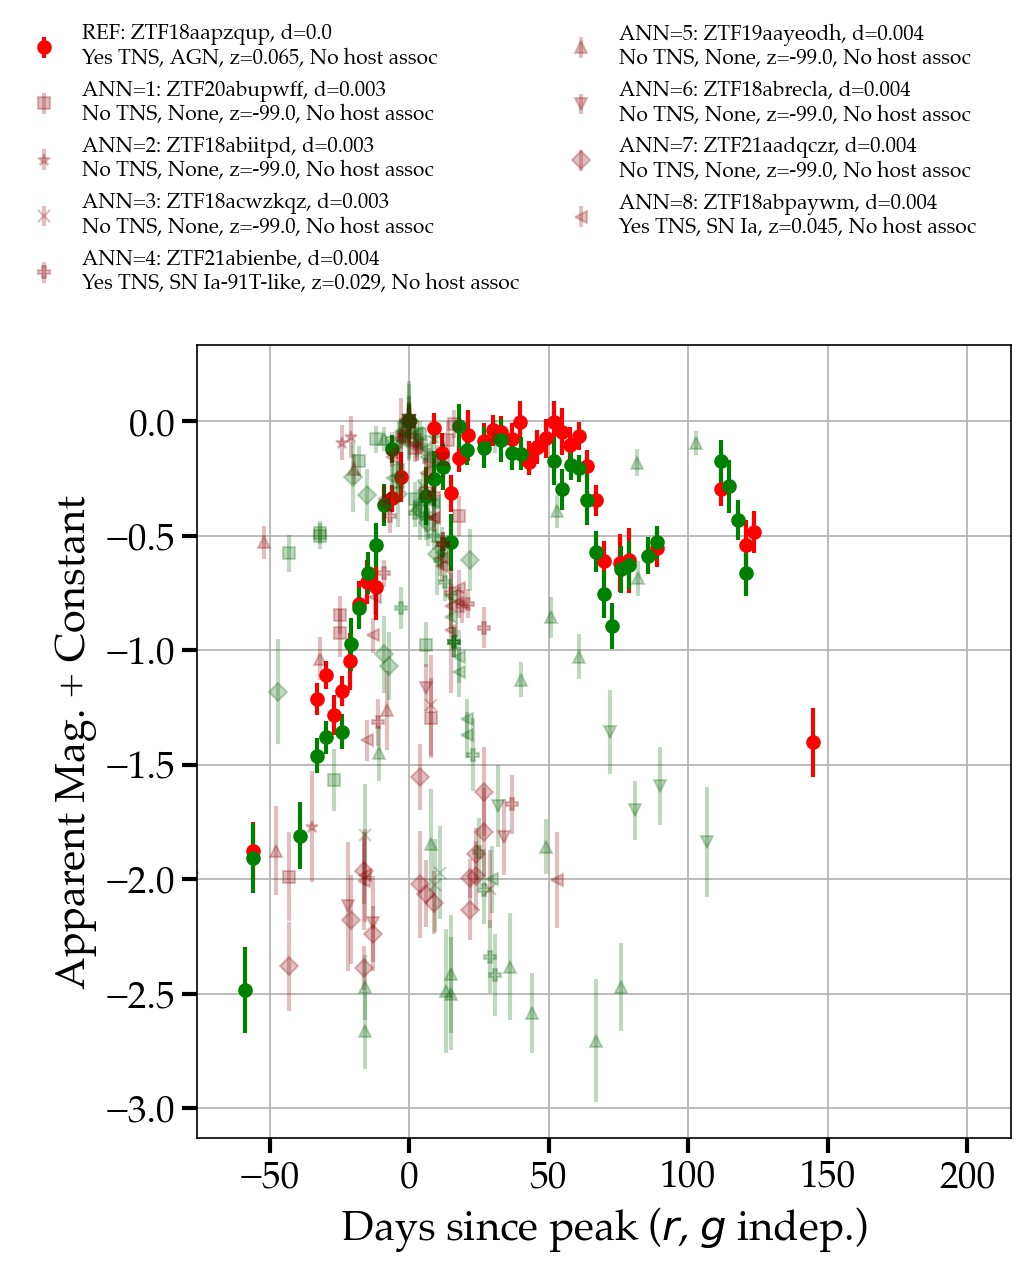 REF: ZTF18aapzqup, d=0.0
Yes TNS, AGN, z=0.065, No host assoc
ANN=1: ZTF20abupwff, d=0.003
No TNS, None, z=-99.0, No host assoc
ANN=2: ZTF18abiitpd, d=0.003
No TNS, None, z=-99.0, No host assoc
ANN=3: ZTF18acwzkqz, d=0.003
No TNS, None, z=-99.0, No host assoc
ANN=4: ZTF21abienbe, d=0.004
Yes TNS, SN Ia-91T-like, z=0.029, No host assoc
ANN=5: ZTF19aayeodh, d=0.004
No TNS, None, z=-99.0, No host assoc
ANN=6: ZTF18abrecla, d=0.004
No TNS, None, z=-99.0, No host assoc
ANN=7: ZTF21aadqczr, d=0.004
No TNS, None, z=-99.0, No host assoc
ANN=8: ZTF18abpaywm, d=0.004
Yes TNS, SN Ia, z=0.045, No host assoc
Apparent Mag. + Constant
0.0
−0.5
−1.0
−1.5
−2.0
−2.5
−3.0
−50 0 50 100 150 200
Days since peak (r, g indep.)